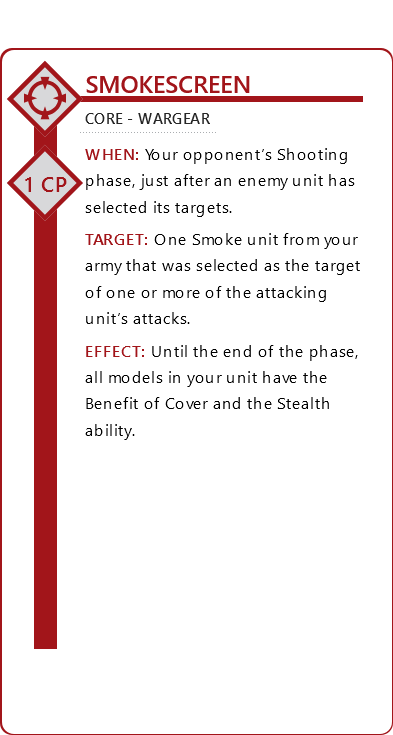 SMOKESCREEN
CORE - WARGEAR
1 CP
WHEN: Your opponent's Shooting
phase, just after an enemy unit has
selected its targets.
TARGET: One Smoke unit from your
army that was selected as the target
of one or more of the attacking
unit's attacks.
EFFECT: Until the end of the phase,
all models in your unit have the
Benefit of Cover and the Stealth
ability.